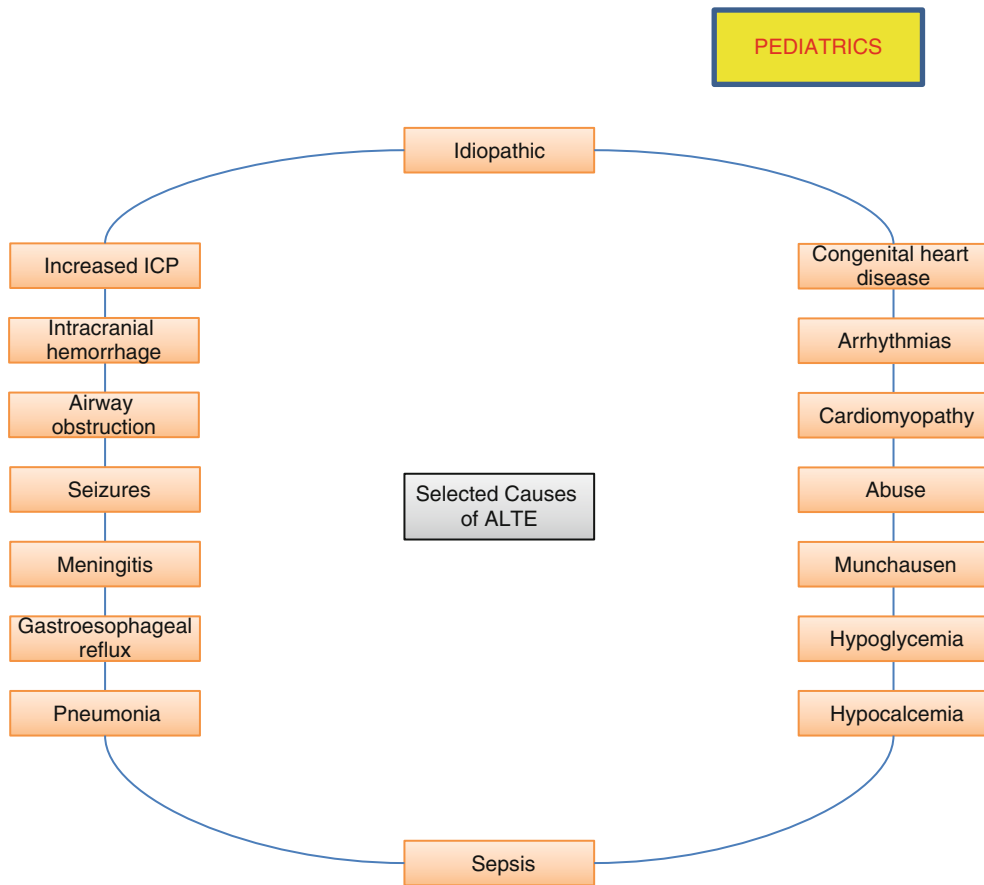 PEDIATRICS
Idiopathic
Increased ICP
Intracranial
hemorrhage
Airway
obstruction
Seizures
Meningitis
Gastroesophageal
reflux
Pneumonia
Selected Causes
of ALTE
Congenital heart
disease
Arrhythmias
Cardiomyopathy
Abuse
Munchausen
Hypoglycemia
Hypocalcemia
Sepsis